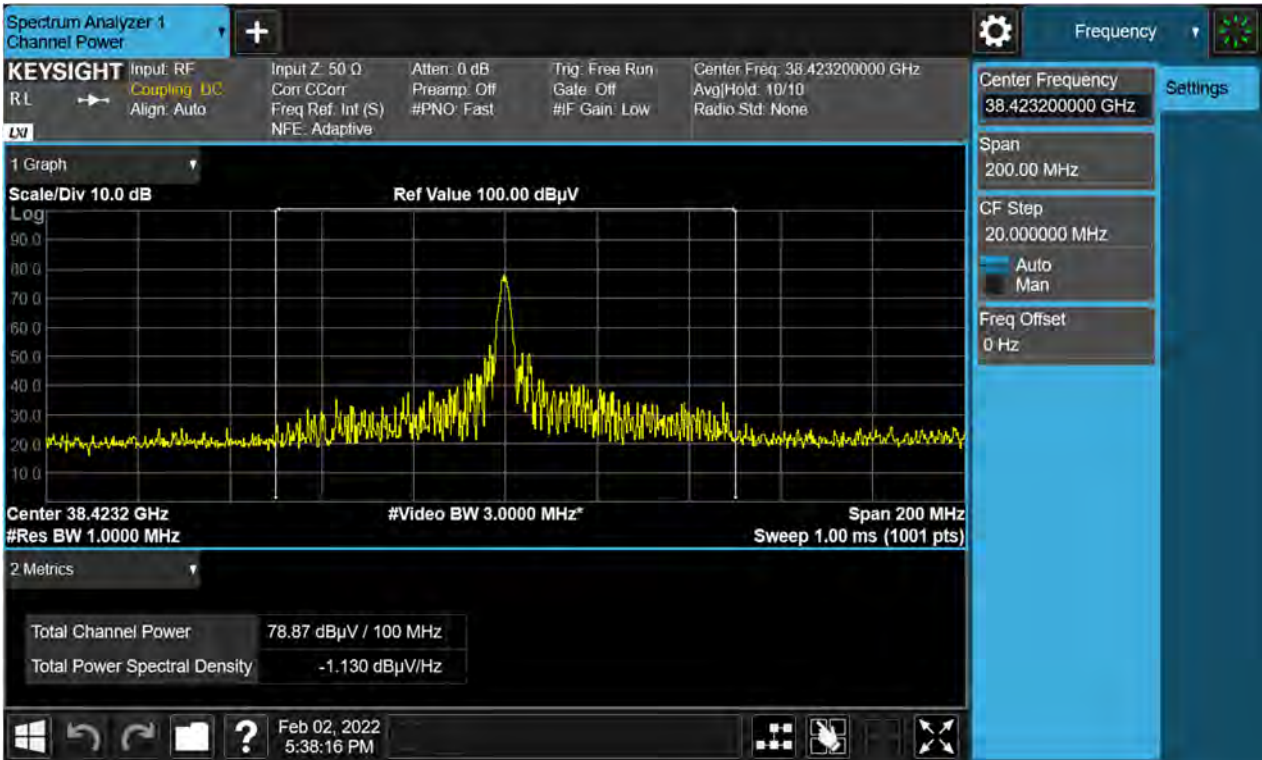 Spectrum Analyzer 1
Channel Power
+
Frequency
KEYSIGHT
RL
LXI
Input: RF
Coupling: DC
Align: Auto
Input Z: 50 Ω
Corr CCorr
Freq Ref: Int (S)
NFE: Adaptive
Atten: 0 dB
Preamp: Off
#PNO: Fast
Trig: Free Run
Gate: Off
#IF Gain: Low
Center Freq: 38.423200000 GHz
Avg|Hold: 10/10
Radio Std: None
Center Frequency
38.423200000 GHz
Settings
Span
200.00 MHz
CF Step
20.000000 MHz
Auto
Man
Freq Offset
0 Hz
1 Graph
Scale/Div 10.0 dB
Ref Value 100.00 dBµV
Log
90.0
80.0
70.0
60.0
50.0
40.0
30.0
20.0
10.0
Center 38.4232 GHz
#Video BW 3.0000 MHz*
Span 200 MHz
#Res BW 1.0000 MHz
Sweep 1.00 ms (1001 pts)
2 Metrics
Total Channel Power
78.87 dBµV / 100 MHz
Total Power Spectral Density
-1.130 dBµV/Hz
?
Feb 02, 2022
5:38:16 PM